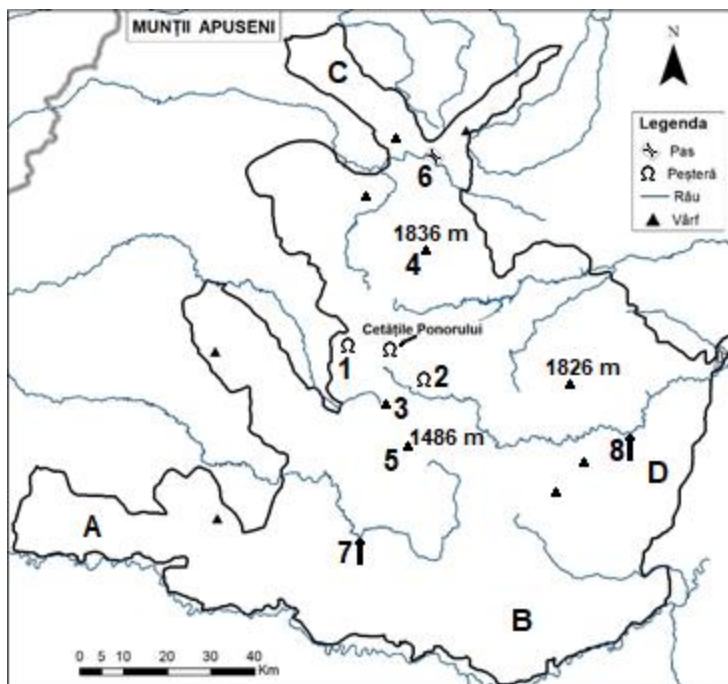 MUNȚII APUSENI
C
N
Legenda
Pas
Peșteră
Râu
Vârf
6
1836 m
4
Cetățile Ponorului
1
2
1826 m
3
1486 m
5
8
D
A
7
B
0 5 10 20 30 40
Km